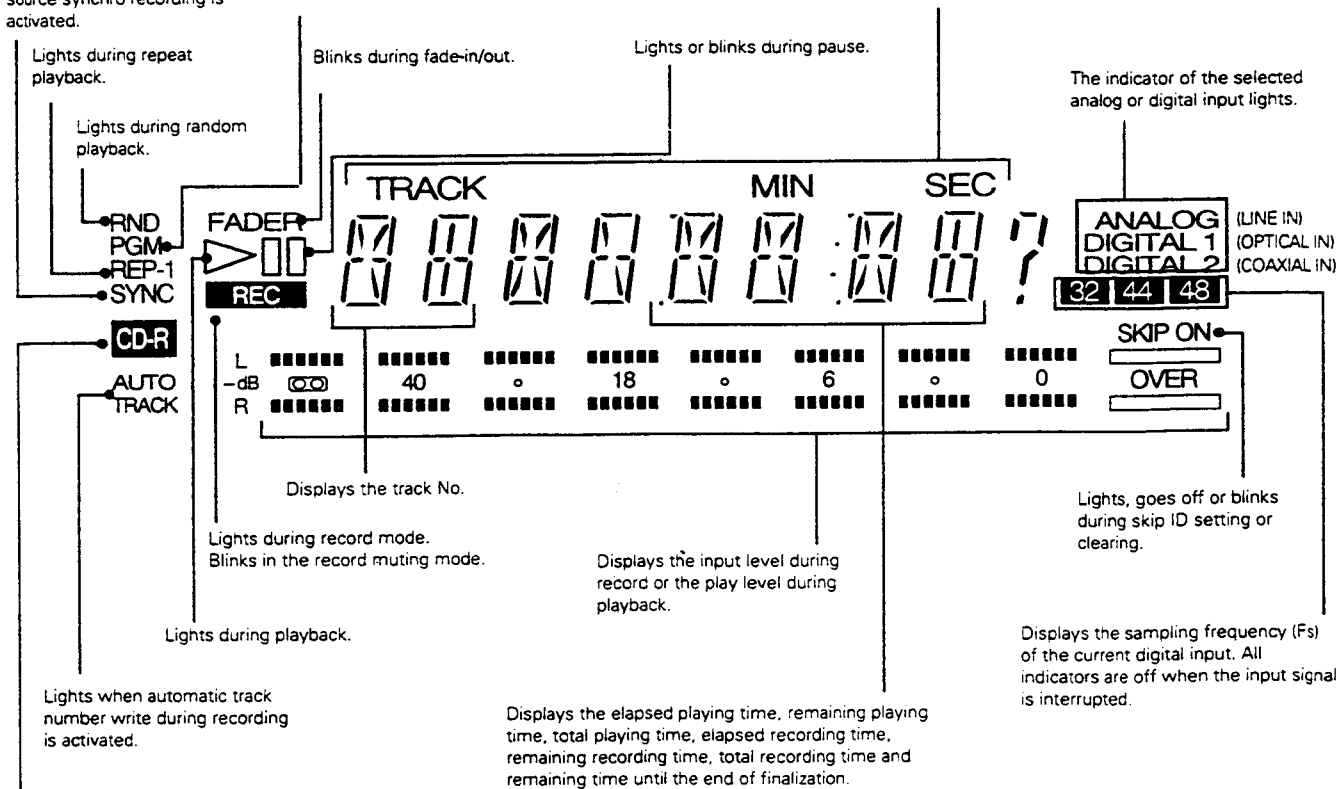 source synchro recording is
activated.
Lights during repeat
playback.
Blinks during fade-in/out.
Lights or blinks during pause.
The indicator of the selected
analog or digital input lights.
Lights during random
playback.
TRACK MIN SEC
RND
PGM
REP-1
SYNC
FADER
REC
?
ANALOG (LINE IN)
DIGITAL 1 (OPTICAL IN)
DIGITAL 2 (COAXIAL IN)
32 44 48
CD-R
AUTO
TRACK
L
-dB 40 18 6 0
R
SKIP ON
OVER
Displays the track No.
Lights during record mode.
Blinks in the record muting mode.
Displays the input level during
record or the play level during
playback.
Lights, goes off or blinks
during skip ID setting or
clearing.
Lights during playback.
Displays the sampling frequency (Fs)
of the current digital input. All
indicators are off when the input signal
is interrupted.
Lights when automatic track
number write during recording
is activated.
Displays the elapsed playing time, remaining playing
time, total playing time, elapsed recording time,
remaining recording time, total recording time and
remaining time until the end of finalization.